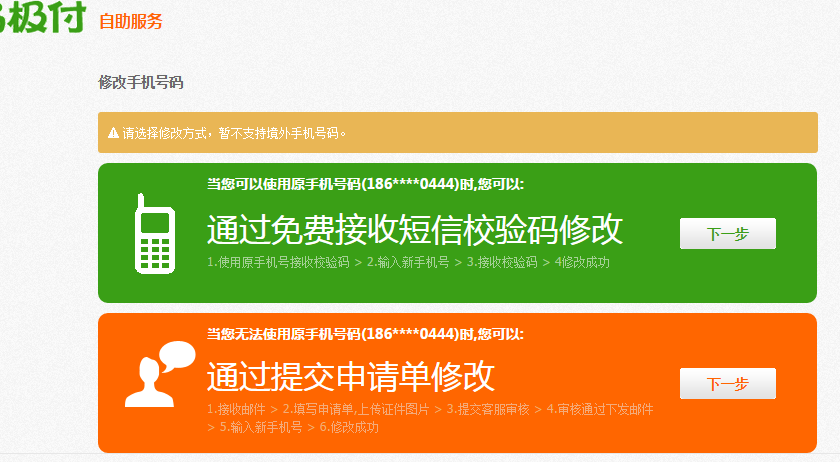 极付 自助服务
修改手机号码
请选择修改方式，暂不支持境外手机号码。
当您可以使用原手机号码(186****0444)时,您可以:
通过免费接收短信校验码修改
下一步
1.使用原手机号接收校验码 > 2.输入新手机号 > 3.接收校验码 > 4修改成功
当您无法使用原手机号码(186****0444)时,您可以:
通过提交申请单修改
下一步
1.接收邮件 > 2.填写申请单,上传证件图片 > 3.提交客服审核 > 4.审核通过下发邮件
> 5.输入新手机号 > 6.修改成功